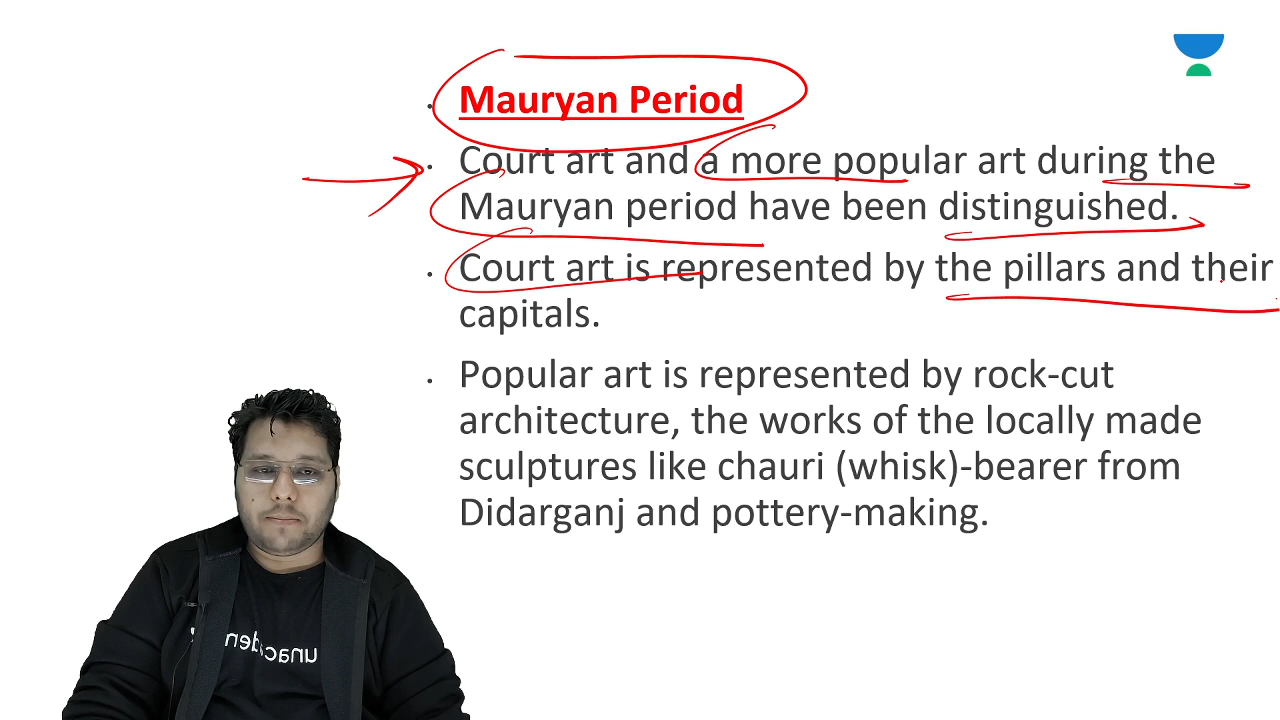 Mauryan Period
Court art and a more popular art during the
Mauryan period have been distinguished.
Court art is represented by the pillars and their
capitals.
Popular art is represented by rock-cut
architecture, the works of the locally made
sculptures like chauri (whisk)-bearer from
Didarganj and pottery-making.